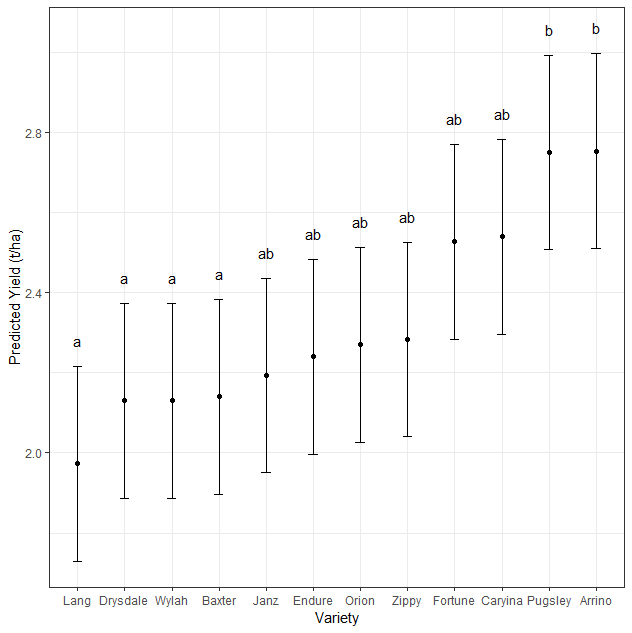 b b
ab ab
ab ab ab ab
a a a
a
2.8
2.4
2.0
Predicted Yield (t/ha)
Lang Drysdale Wylah Baxter Janz Endure Orion Zippy Fortune Caryina Pugsley Arrino
Variety